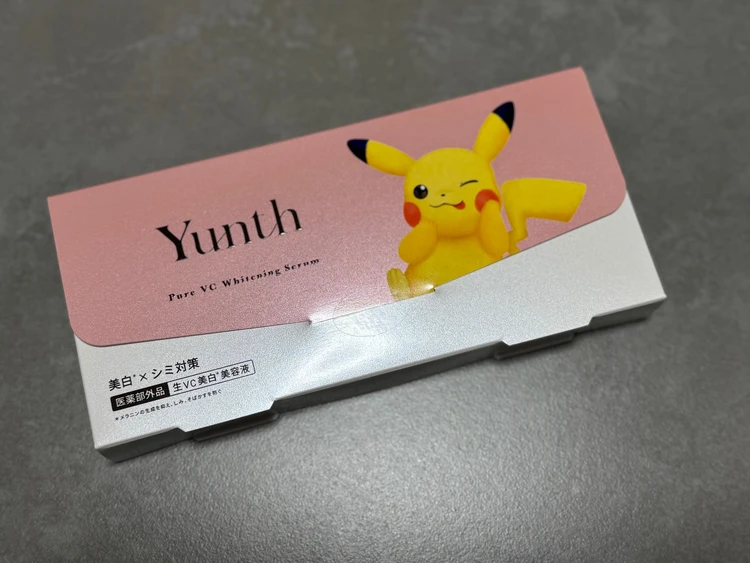 Yunth
Pure VC Whitening Serum
美白*×シミ対策
医薬部外品 生VC美白*美容液
*メラニンの生成を抑え、しみ、そばかすを防ぐ